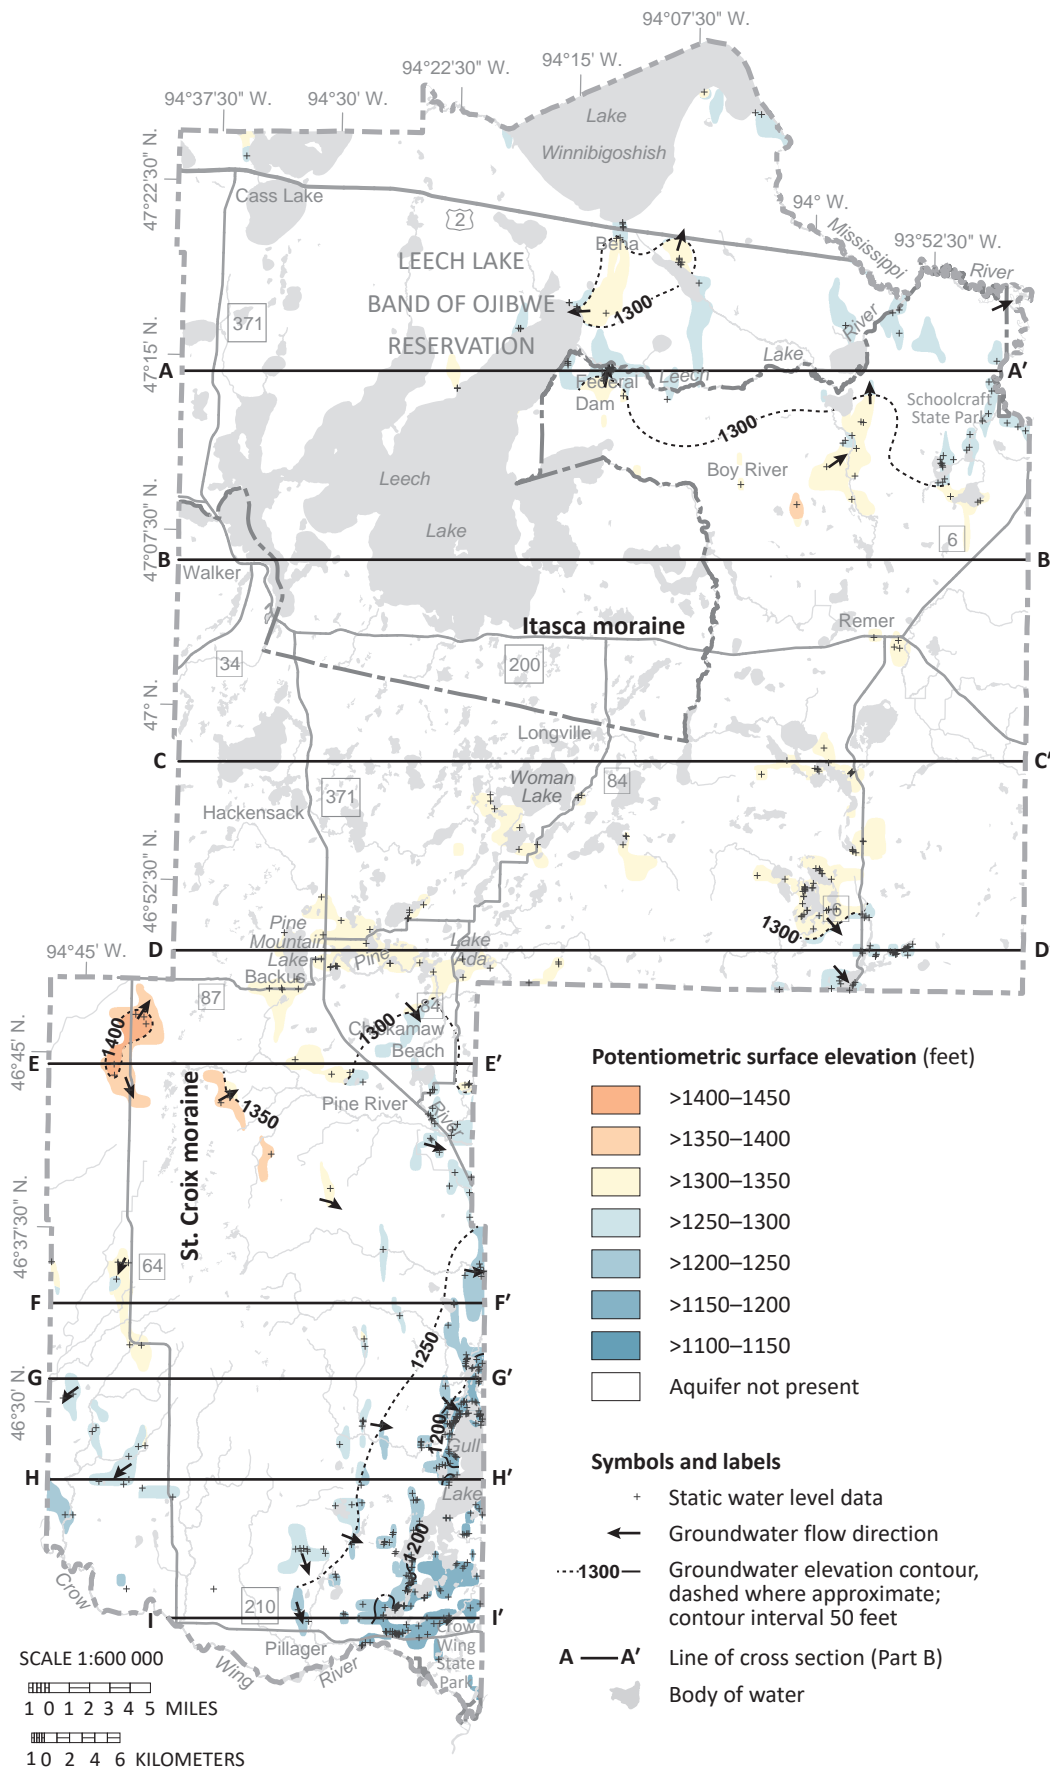 94°07'30" W.
94°15' W.
94°22'30" W.
94°37'30" W.
94°30' W.
Lake
Winnibigoshish
47°22'30" N.
Cass Lake
2
94° W.
Mississippi
93°52'30" W.
River
Bena
LEECH LAKE
BAND OF OJIBWE
RESERVATION
1300
371
River
47°15' N.
A
Lake
A'
Federal
Dam
Leech
Schoolcraft
State Park
1300
Boy River
Leech
Lake
47°07'30" N.
6
B
B'
Walker
Itasca moraine
Remer
34
200
47° N.
Longville
C
C'
Woman
Lake
84
371
Hackensack
46°52'30" N.
6
1300
Pine
Mountain
Lake
Pine
Lake
Ada
94°45' W.
D
D'
Backus
87
84
1300
Chickamaw
Beach
1400
46°45' N.
E
E'
Pine River
River
1350
St. Croix moraine
46°37'30" N.
64
F
F'
1250
G
G'
46°30' N.
1200
Gull
Lake
H
H'
1200
Crow
Wing
River
210
I
I'
Pillager
Crow
Wing
State
Park
Potentiometric surface elevation (feet)
>1400–1450
>1350–1400
>1300–1350
>1250–1300
>1200–1250
>1150–1200
>1100–1150
Aquifer not present
Symbols and labels
Static water level data
Groundwater flow direction
1300 Groundwater elevation contour,
dashed where approximate;
contour interval 50 feet
A A' Line of cross section (Part B)
Body of water
SCALE 1:600 000
1 0 1 2 3 4 5 MILES
1 0 2 4 6 KILOMETERS